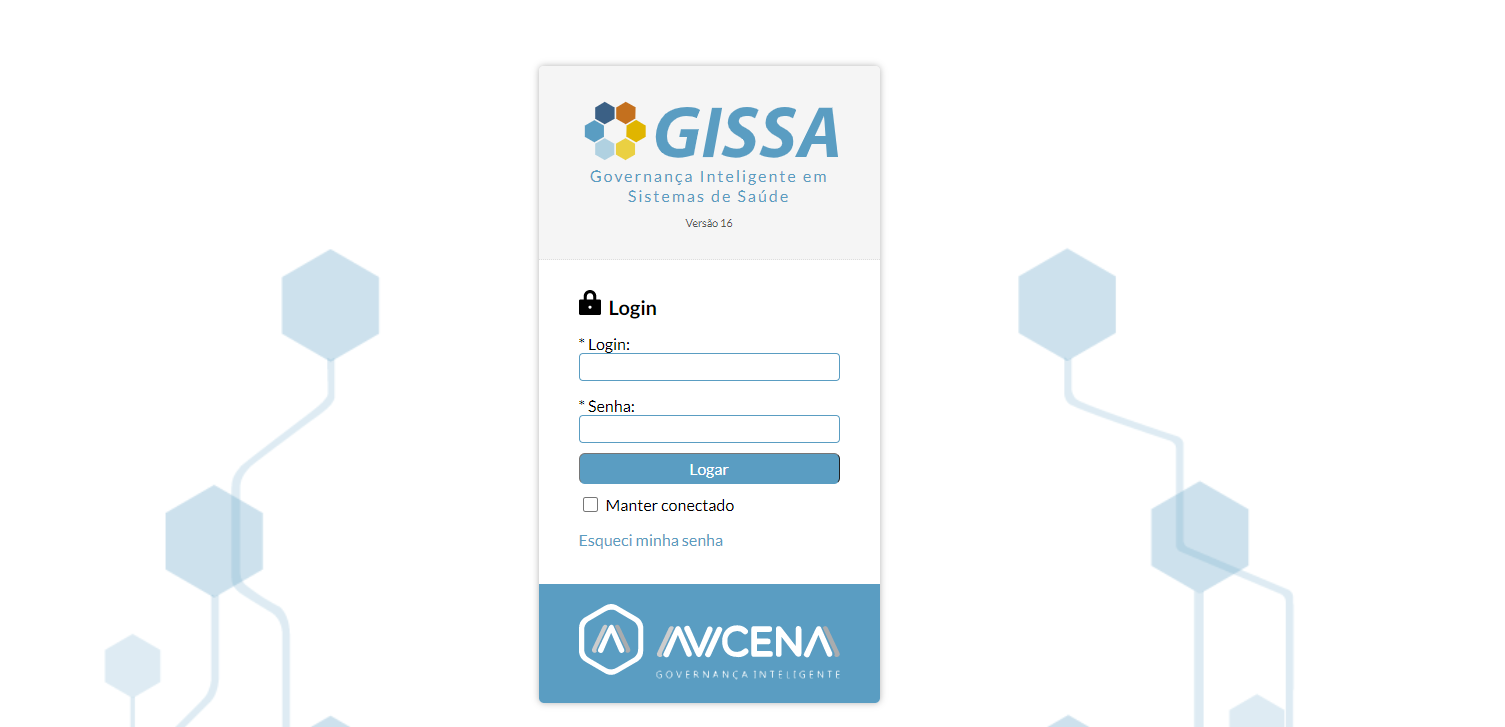 GISSA
Governança Inteligente em
Sistemas de Saúde
Versão 16
Login
* Login:
* Senha:
Logar
Manter conectado
Esqueci minha senha
AVICENA
GOVERNANÇA INTELIGENTE